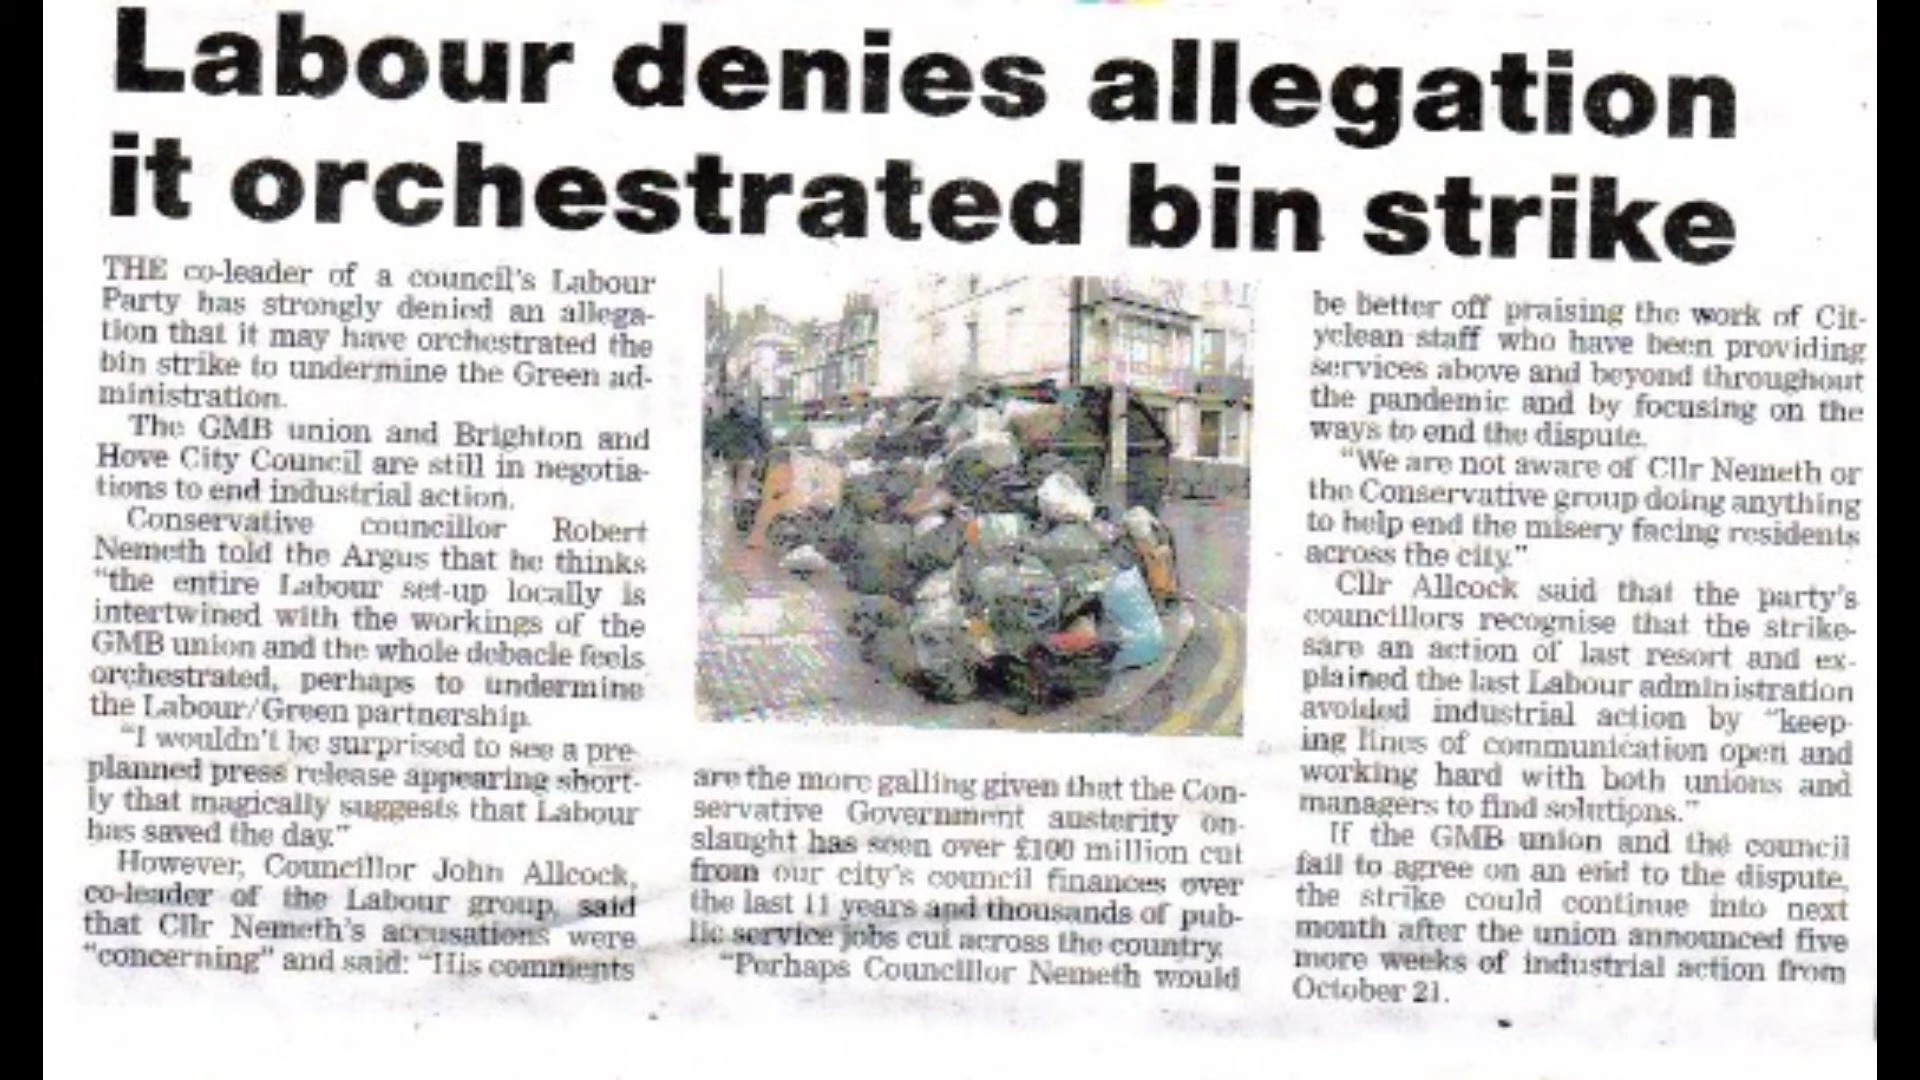 Labour denies allegation
it orchestrated bin strike
THE co-leader of a council's Labour
Party has strongly denied an allega-
tion that it may have orchestrated the
bin strike to undermine the Green ad-
ministration.
The GMB union and Brighton and
Hove City Council are still in negotia-
tions to end industrial action.
Conservative councillor Robert
Nemeth told the Argus that he thinks
"the entire Labour set-up locally is
intertwined with the workings of the
GMB union and the whole debacle feels
orchestrated, perhaps to undermine
the Labour/Green partnership.
"I wouldn't be surprised to see a pre-
planned press release appearing short-
ly that magically suggests that Labour
has saved the day."
However, Councillor John Allcock,
co-leader of the Labour group, said
that Cllr Nemeth's accusations were
"concerning" and said: "His comments
are the more galling given that the Con-
servative Government austerity on-
slaught has seen over £100 million cut
from our city's council finances over
the last 11 years and thousands of pub-
lic service jobs cut across the country.
"Perhaps Councillor Nemeth would
be better off praising the work of Cit-
yclean staff who have been providing
services above and beyond throughout
the pandemic and by focusing on the
ways to end the dispute.
"We are not aware of Cllr Nemeth or
the Conservative group doing anything
to help end the misery facing residents
across the city."
Cllr Allcock said that the party's
councillors recognise that the strike-
sare an action of last resort and ex-
plained the last Labour administration
avoided industrial action by "keep-
ing lines of communication open and
working hard with both unions and
managers to find solutions."
If the GMB union and the council
fail to agree on an end to the dispute,
the strike could continue into next
month after the union announced five
more weeks of industrial action from
October 21.